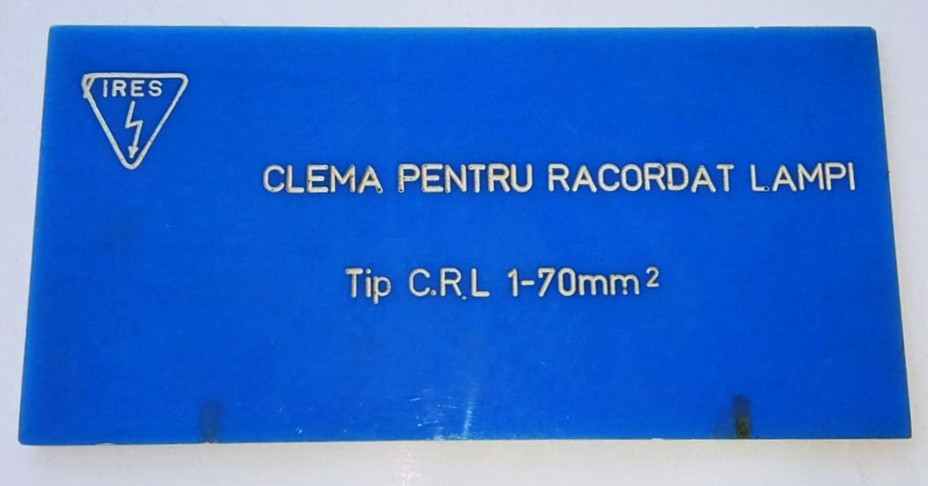 IRES
CLEMA PENTRU RACORDAT LAMPI
Tip C.R.L 1-70mm²